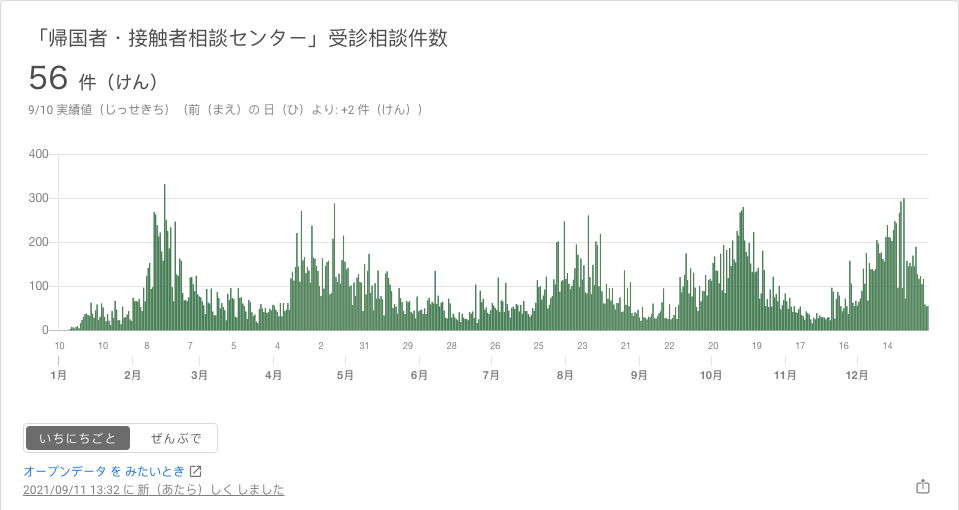 「帰国者・接触者相談センター」受診相談件数
56 件（けん）
9/10 実績値（じっせきち）（前（まえ）の 日（ひ）より: +2 件（けん））
400
300
200
100
0
10 10 8 7 5 4 2 31 29 28 26 25 23 21 22 20 19 17 16 14
1月 2月 3月 4月 5月 6月 7月 8月 9月 10月 11月 12月
いちにちごと ぜんぶで
オープンデータ を みたいとき
2021/09/11 13:32 に 新（あたら）しく しました